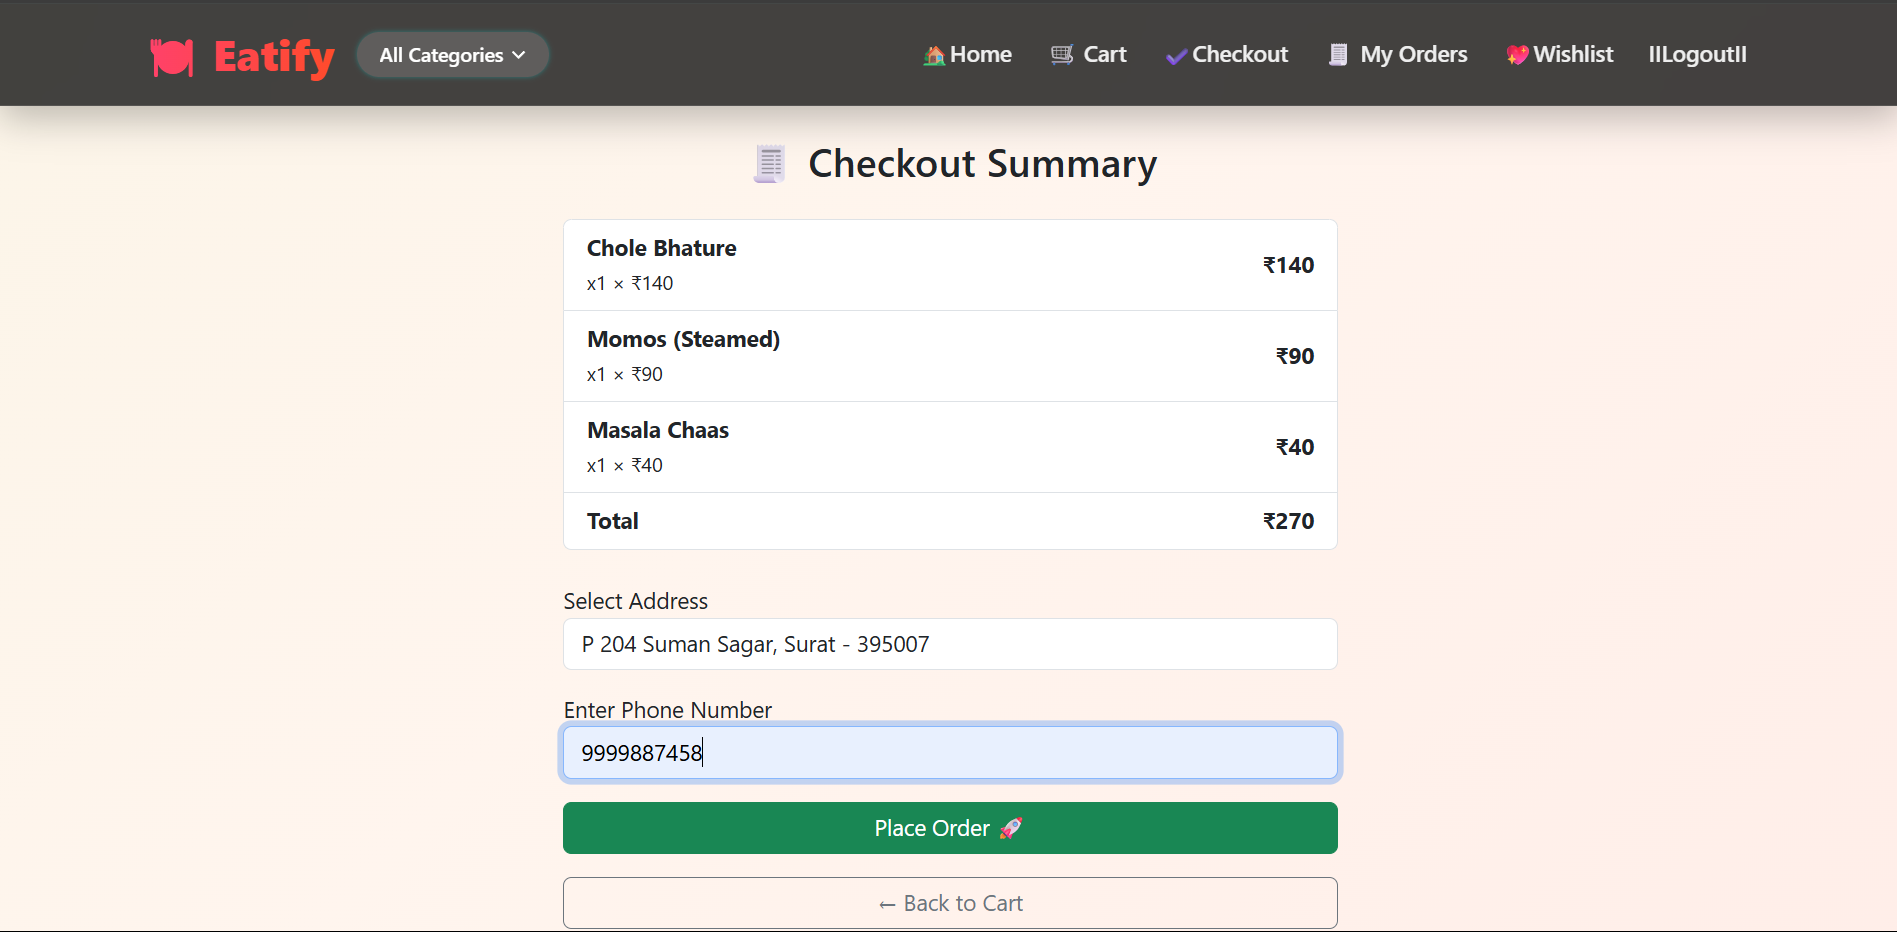 Eatify All Categories Home Cart Checkout My Orders Wishlist IILogoutII
Checkout Summary
Chole Bhature
x1 × ₹140
₹140
Momos (Steamed)
x1 × ₹90
₹90
Masala Chaas
x1 × ₹40
₹40
Total ₹270
Select Address
P 204 Suman Sagar, Surat - 395007
Enter Phone Number
9999887458
Place Order 🚀
← Back to Cart